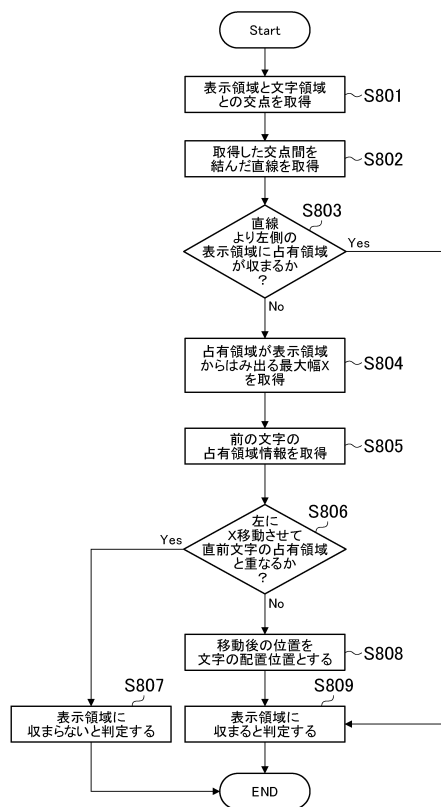 Start
表示領域と文字領域
との交点を取得
S801
取得した交点間を
結んだ直線を取得
S802
S803
直線
より左側の
表示領域に占有領域
が収まるか
?
Yes
No
占有領域が表示領域
からはみ出る最大幅X
を取得
S804
前の文字の
占有領域情報を取得
S805
S806
左に
X移動させて
直前文字の占有領域
と重なるか
?
Yes
No
移動後の位置を
文字の配置位置とする
S808
S807
表示領域に
収まらないと判定する
S809
表示領域に
収まると判定する
END